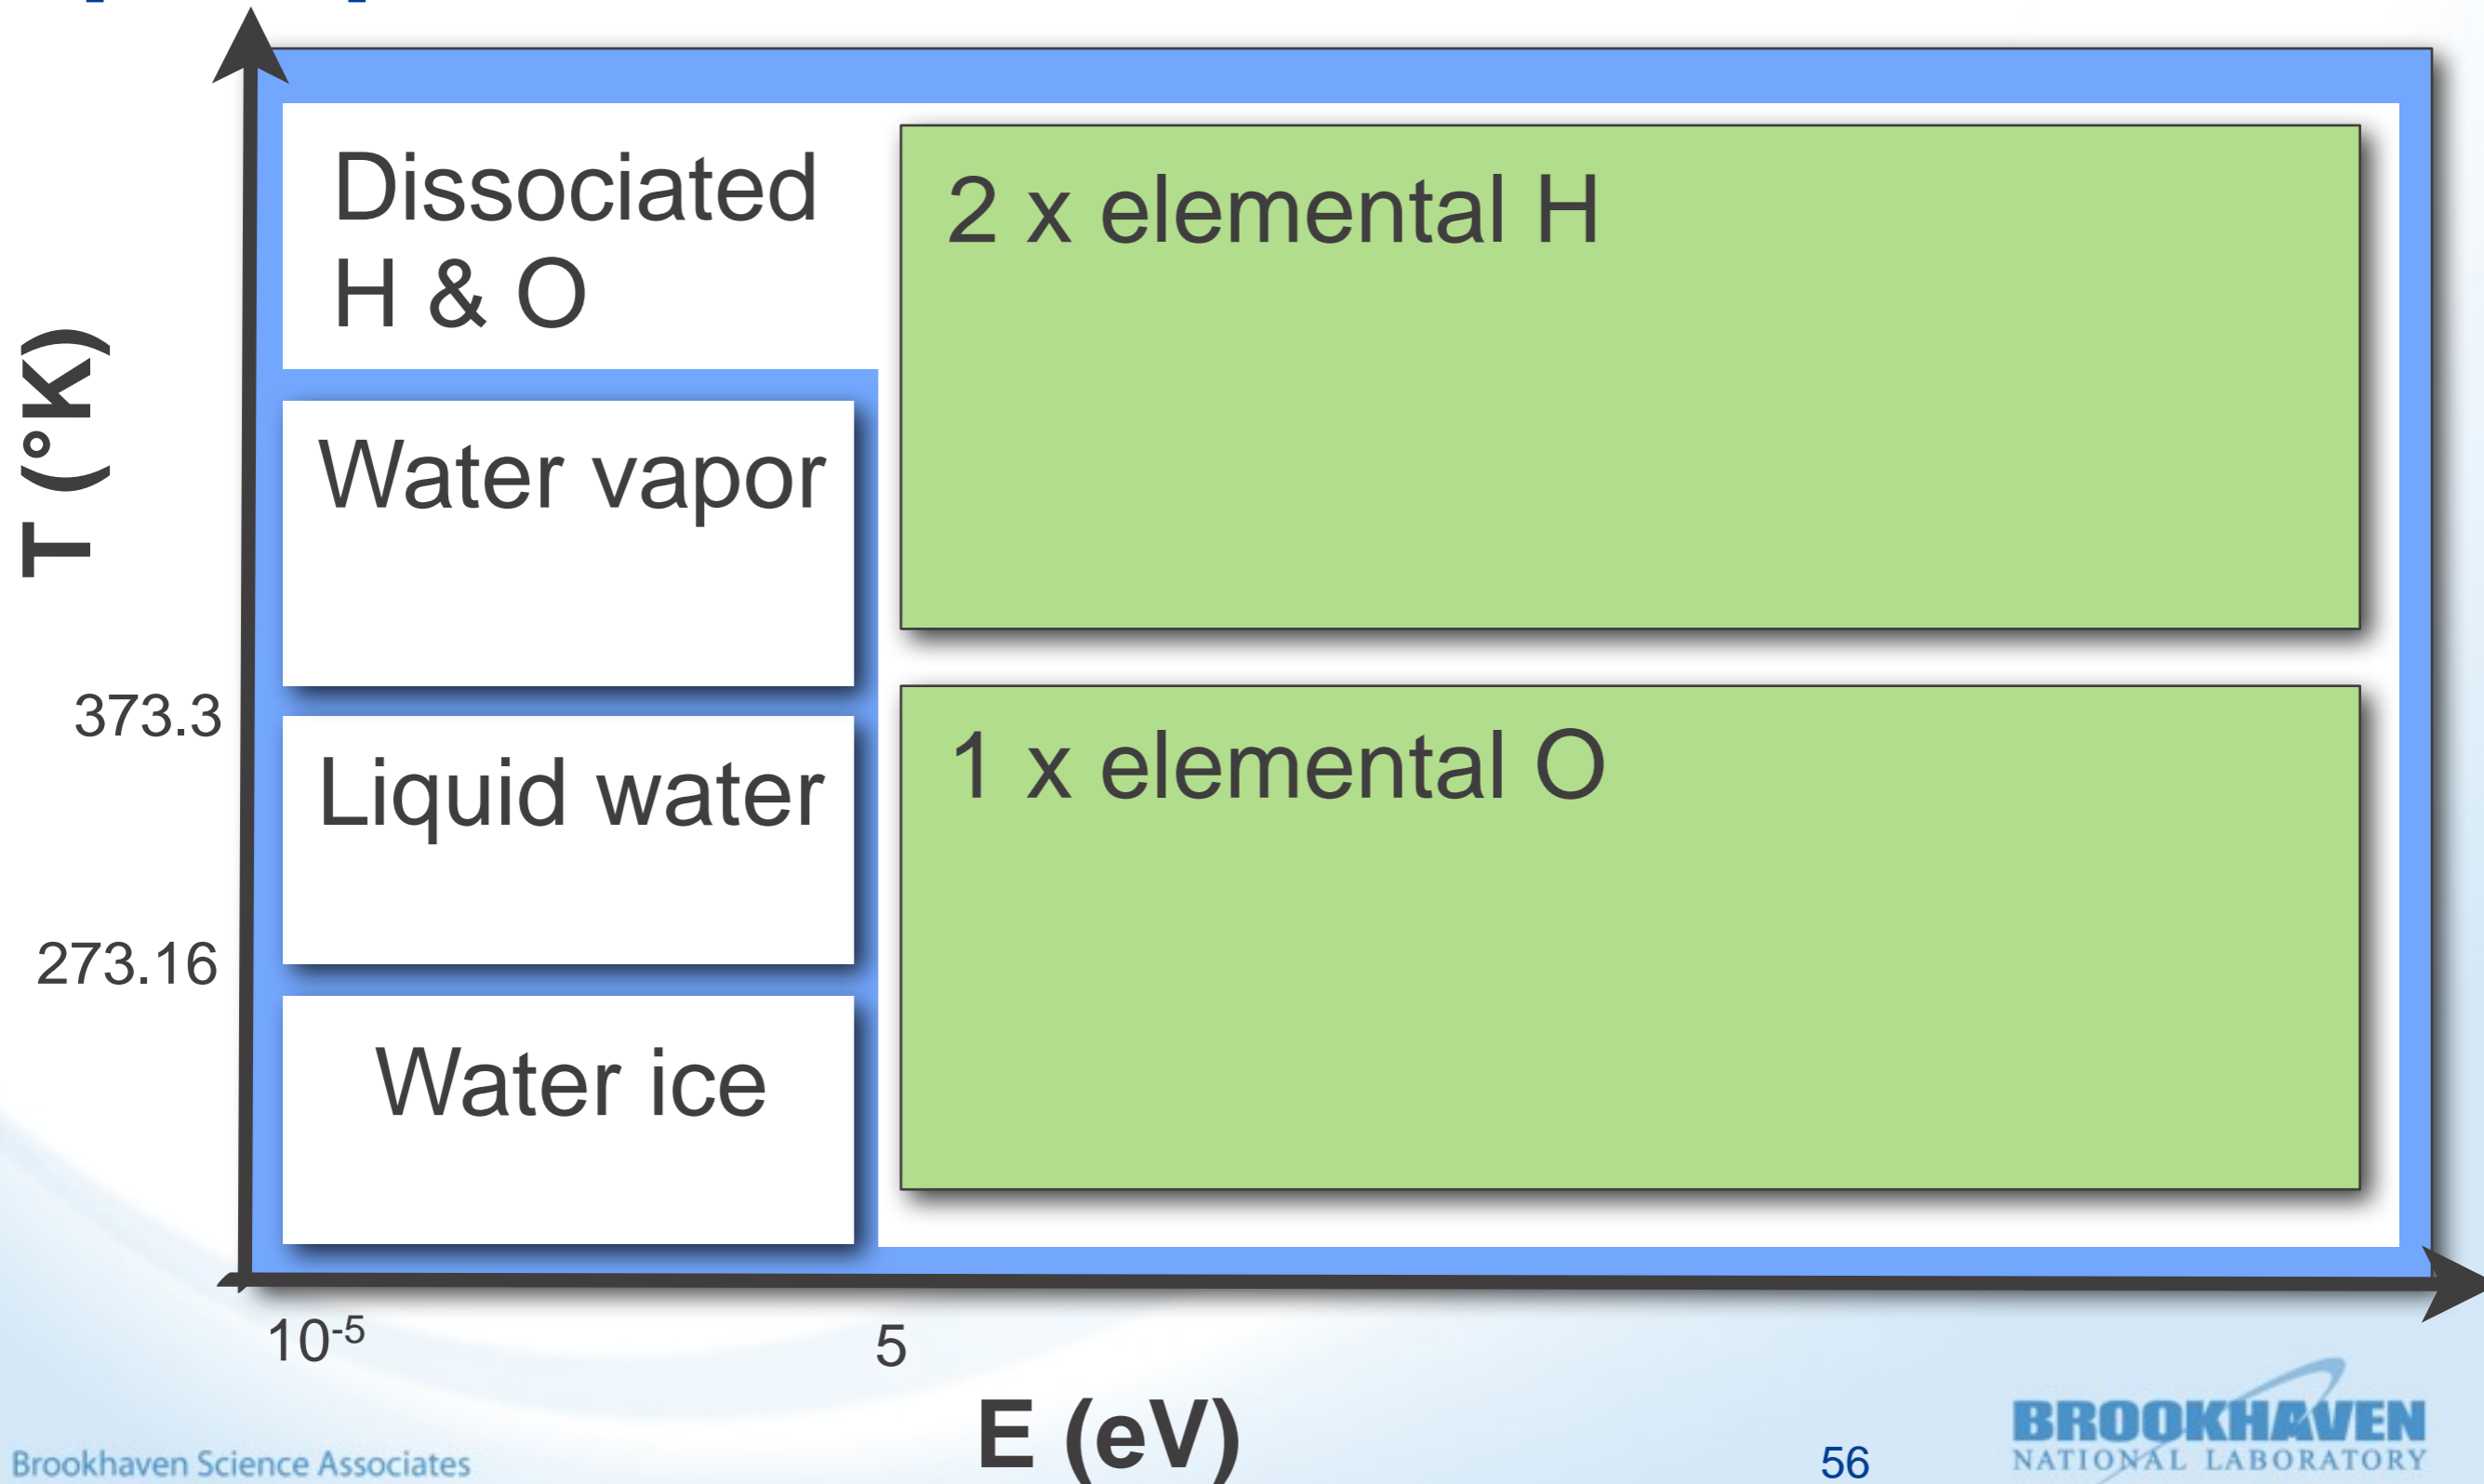 Dissociated
H & O
2 x elemental H
T (°K)
Water vapor
373.3
Liquid water
1 x elemental O
273.16
Water ice
10-5
5
E (eV)
Brookhaven Science Associates
56
BROOKHAVEN
NATIONAL LABORATORY